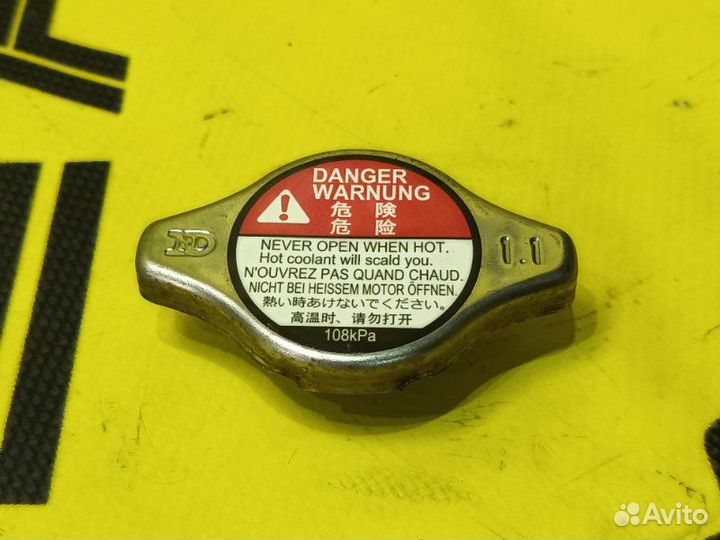 DANGER
WARNUNG
危 険
危 险
NEVER OPEN WHEN HOT.
Hot coolant will scald you.
N'OUVREZ PAS QUAND CHAUD.
NICHT BEI HEISSEM MOTOR ÖFFNEN.
熱い時あけないでください。
高温时、请勿打开
108kPa
1.1
Avito